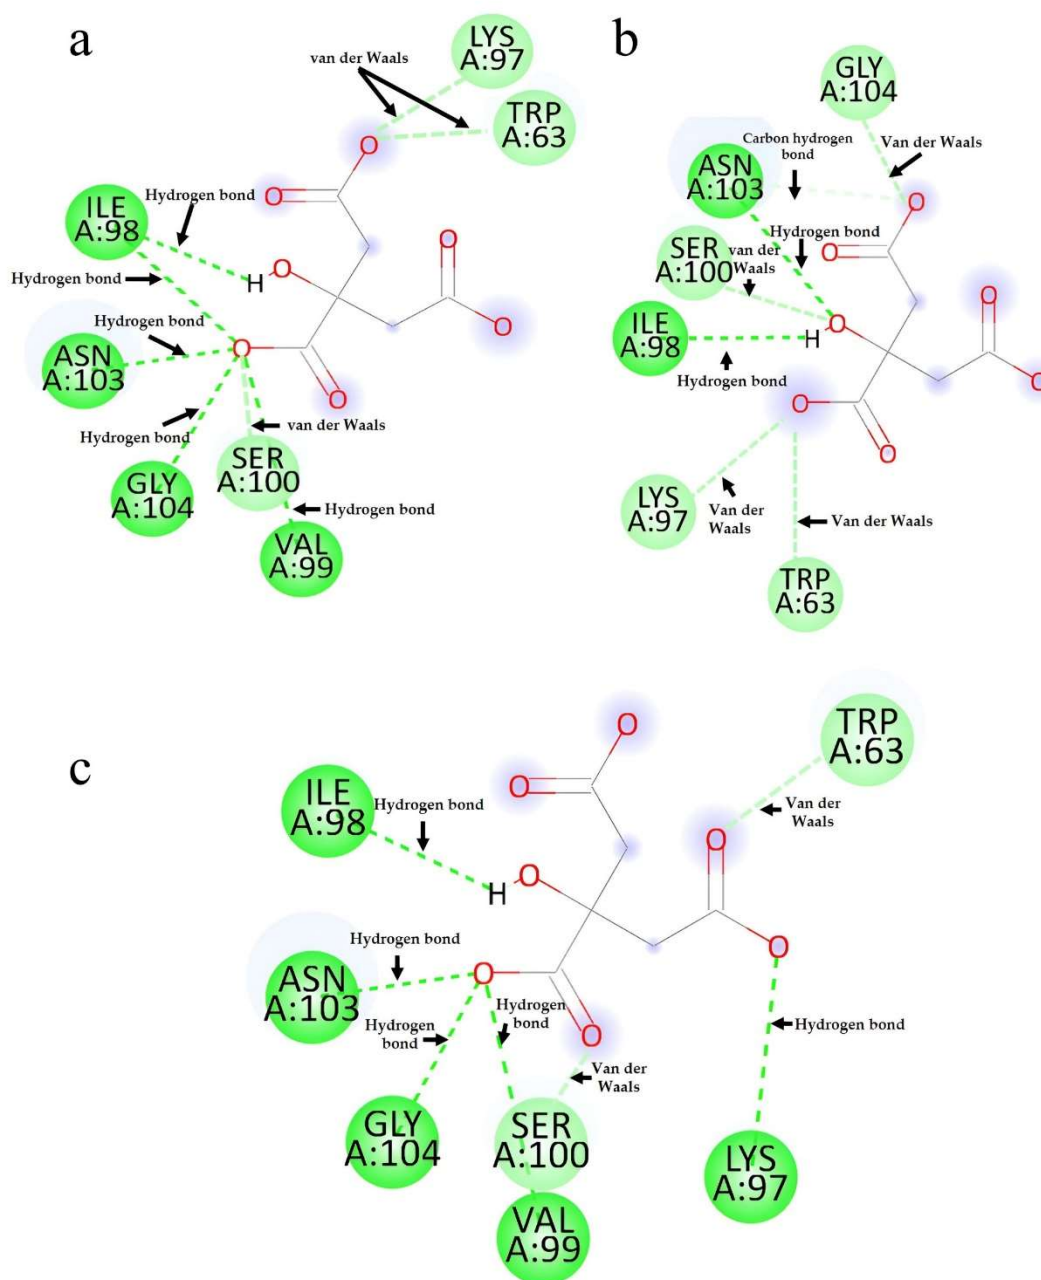 a
LYS
A:97
van der Waals
TRP
A:63
O
O
ILE
A:98
Hydrogen bond
Hydrogen bond
H
O
O
O
Hydrogen bond
ASN
A:103
O
O
Hydrogen bond
van der Waals
GLY
A:104
SER
A:100
Hydrogen bond
VAL
A:99
b
GLY
A:104
Carbon hydrogen
bond
Van der Waals
ASN
A:103
O
O
Hydrogen bond
SER
A:100
van der
Waals
O
ILE
A:98
H
O
Hydrogen bond
O
O
O
LYS
A:97
Van der
Waals
Van der Waals
TRP
A:63
c
O
TRP
A:63
O
ILE
A:98
Hydrogen bond
Van der
Waals
O
H
O
Hydrogen bond
ASN
A:103
O
O
Hydrogen
bond
Hydrogen
bond
Hydrogen bond
O
Van der
Waals
GLY
A:104
SER
A:100
LYS
A:97
VAL
A:99